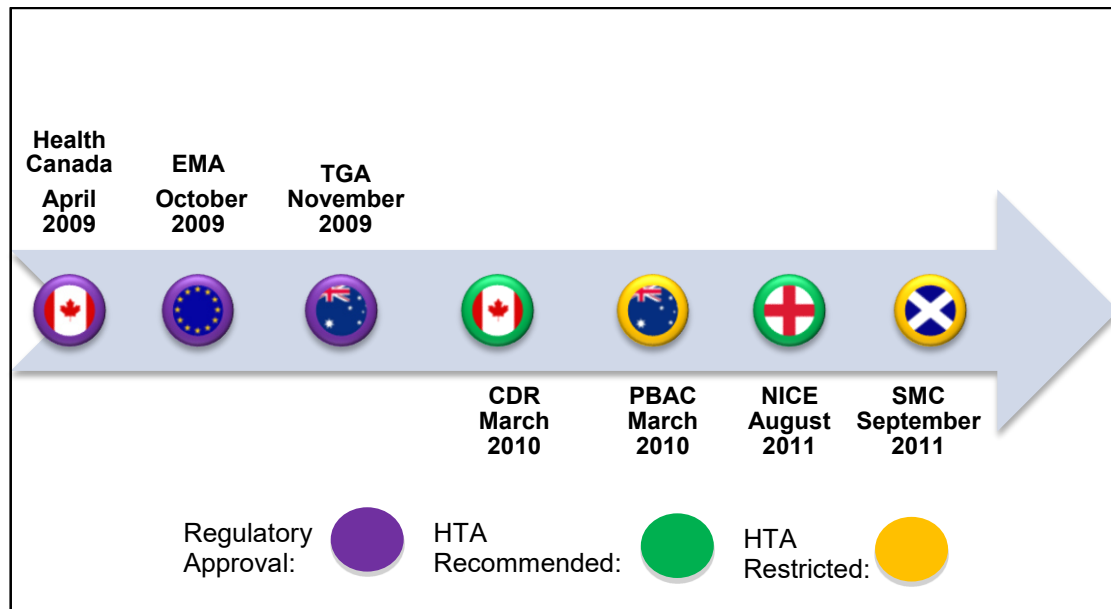 Health
Canada
April
2009
EMA
October
2009
TGA
November
2009
CDR
March
2010
PBAC
March
2010
NICE
August
2011
SMC
September
2011
Regulatory
Approval:
HTA
Recommended:
HTA
Restricted: